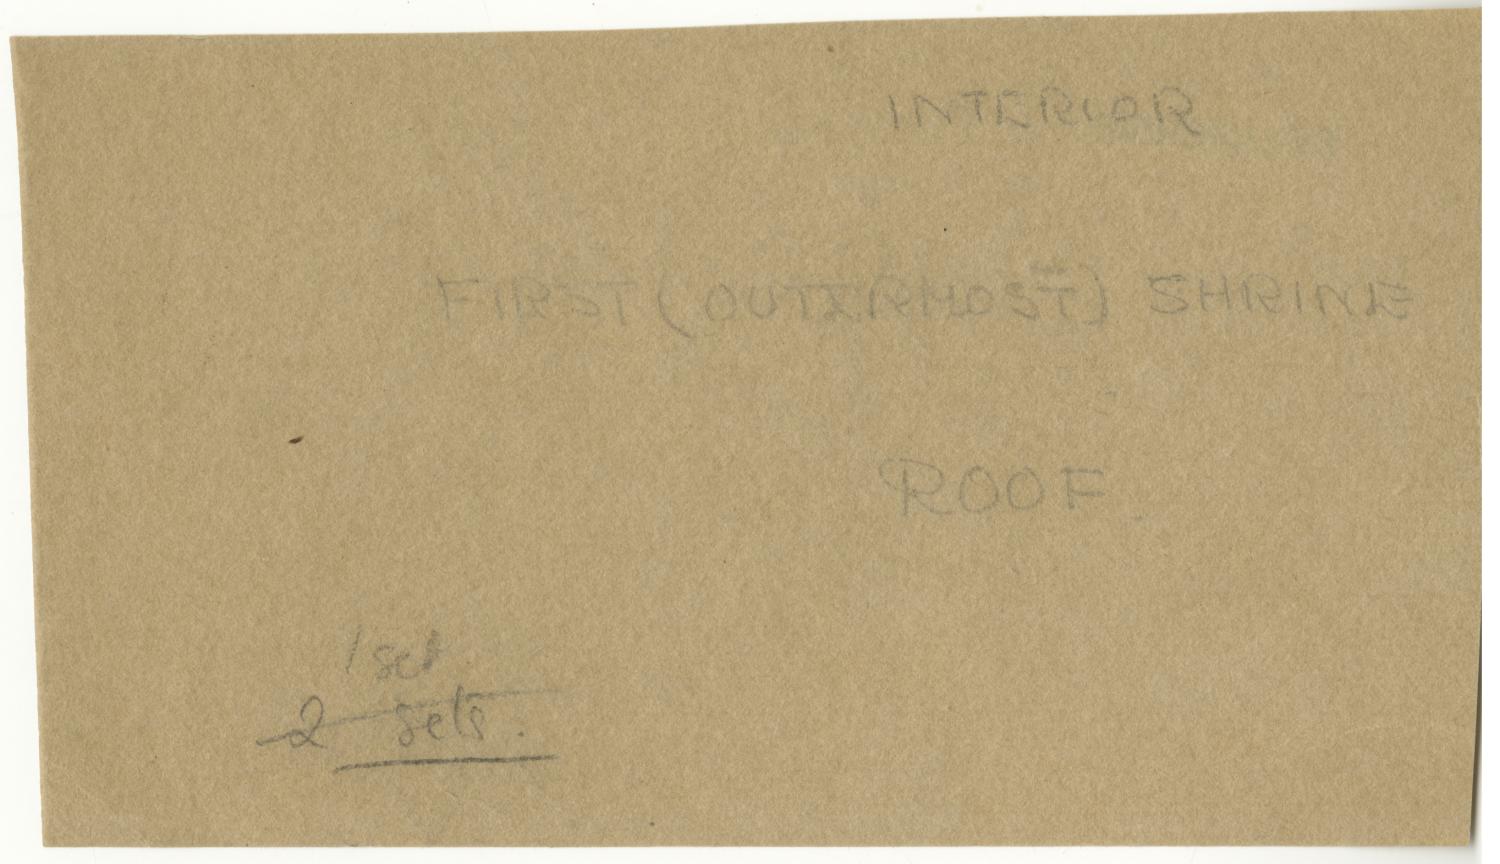 INTERIOR
FIRST (OUTERMOST) SHRINE
ROOF
1 set
2 sets.